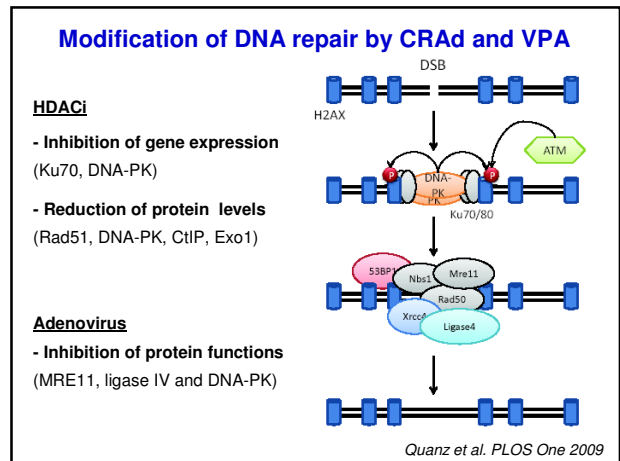 Modification of DNA repair by CRAd and VPA
DSB
H2AX
HDACi
- Inhibition of gene expression
(Ku70, DNA-PK)
- Reduction of protein levels
(Rad51, DNA-PK, CtIP, Exo1)
ATM
P
P
DNA-
PK
PK
Ku70/80
53BP1
Nbs1
Mre11
Rad50
Xrcc4
Ligase4
Adenovirus
- Inhibition of protein functions
(MRE11, ligase IV and DNA-PK)
Quanz et al. PLOS One 2009